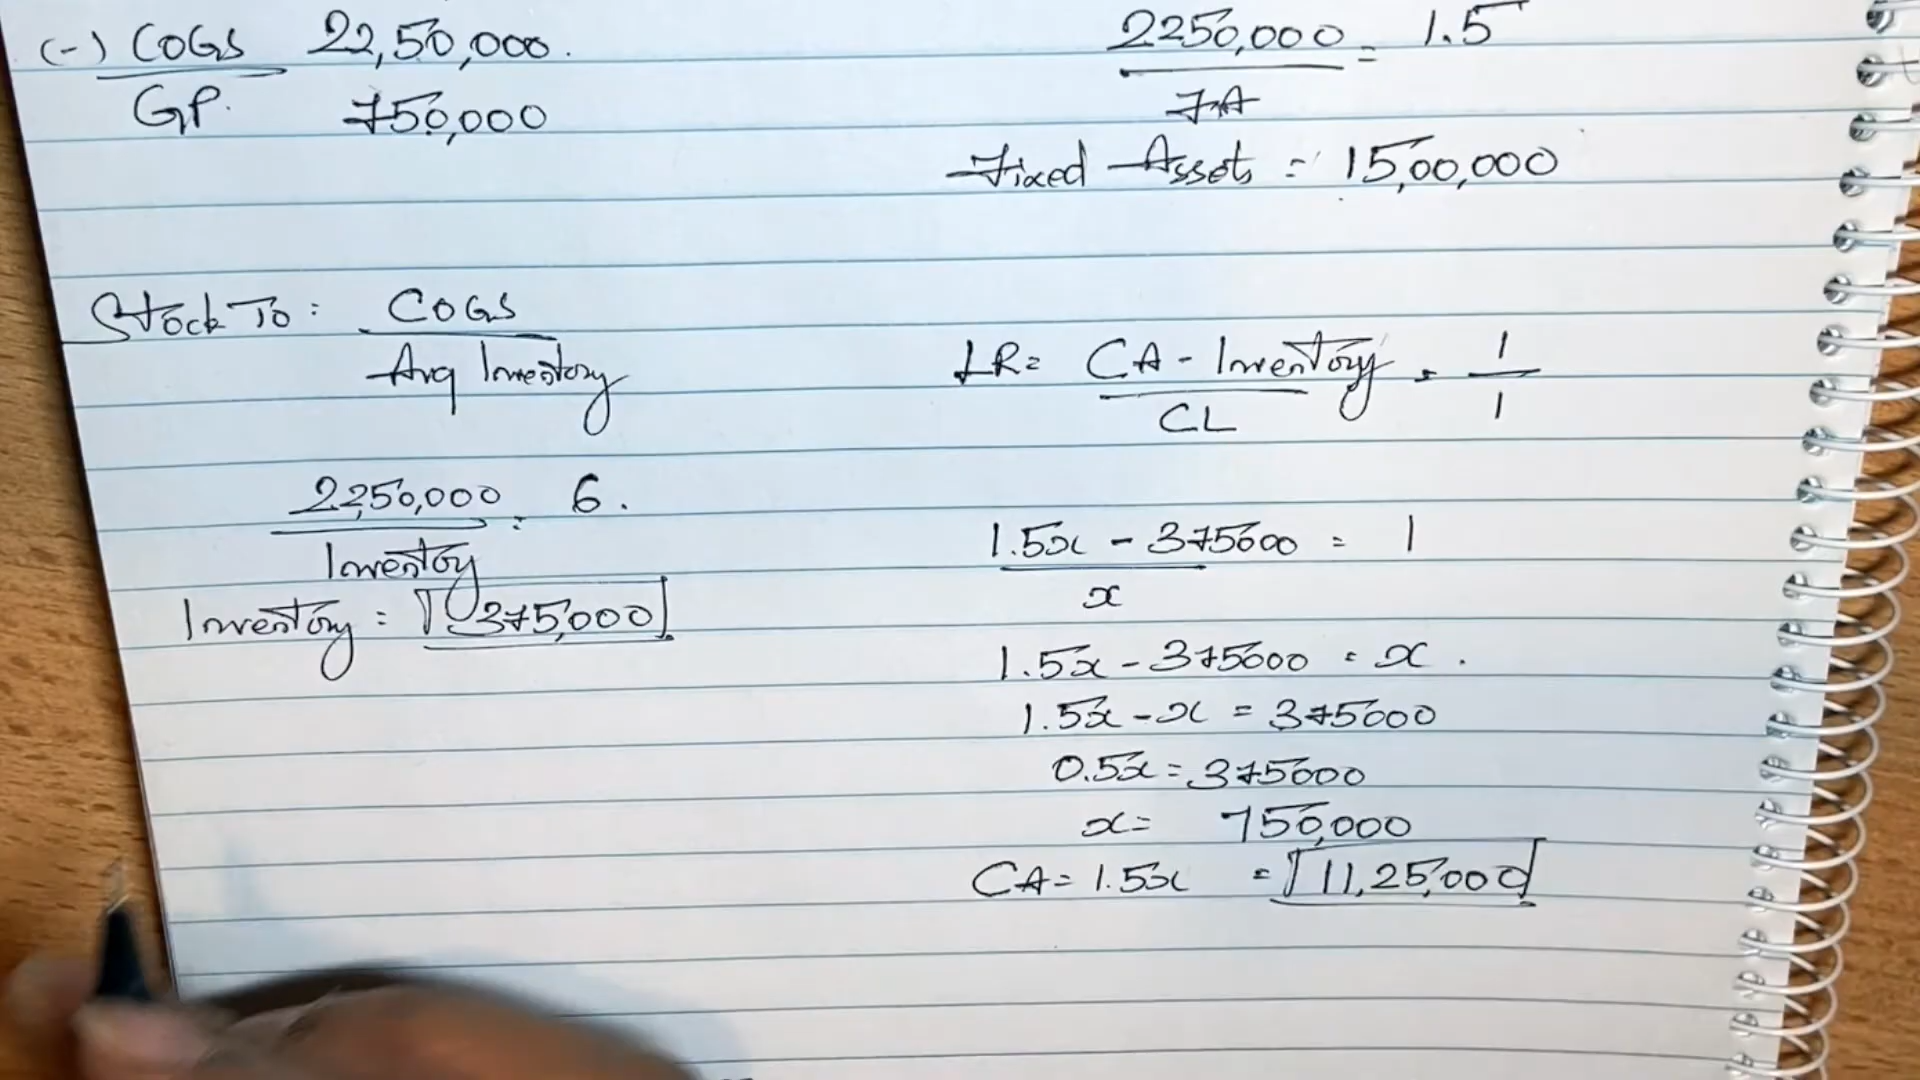 (-) COGS 22,50,000.
GP. 750,000
2250,000 = 1.5
FA
Fixed Assets = 15,00,000
Stock To: COGS
Avg Inventory
22,50,000 = 6.
Inventory
Inventory = 375,000
LR = CA - Inventory = 1
CL 1
1.5x - 375000 = 1
x
1.5x - 375000 = x.
1.5x - x = 375000
0.5x = 375000
x = 750,000
CA = 1.5x = 11,25,000